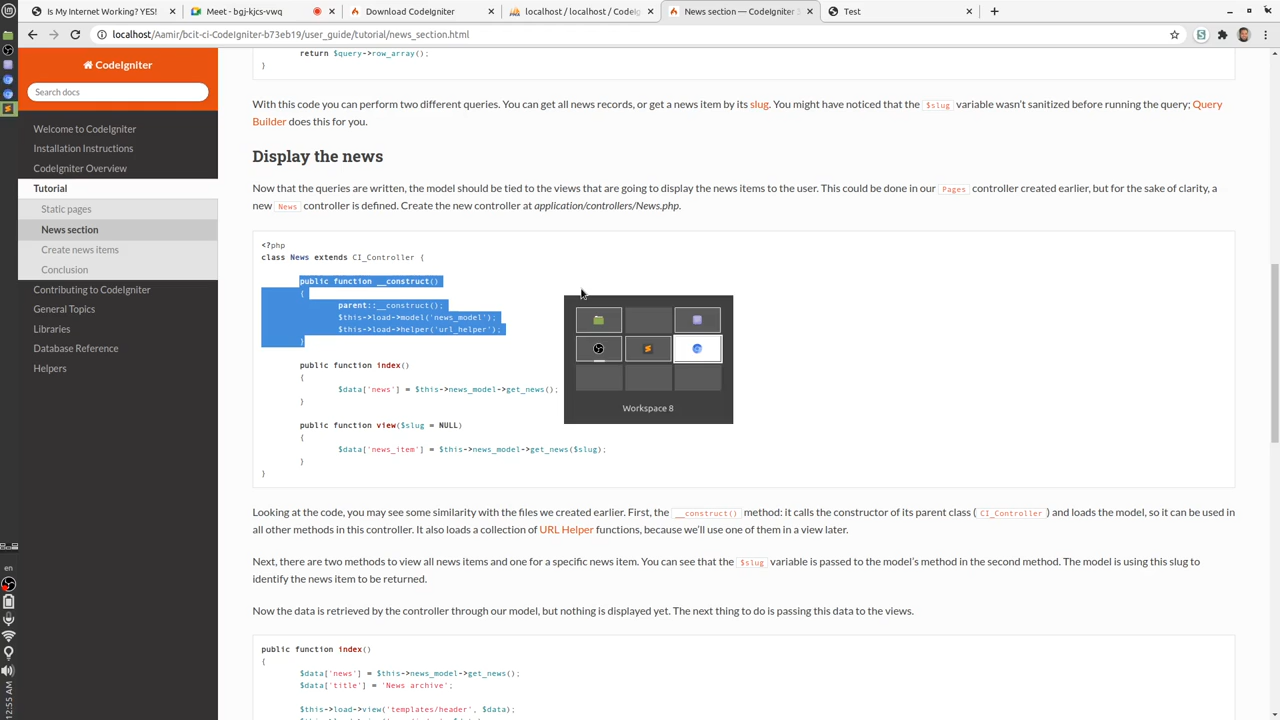 Is My Internet Working? YES!
Meet - bgj-kjcs-vwq
Download CodeIgniter
localhost / localhost / CodeIg
News section — CodeIgniter 3
Test
localhost/Aamir/bcit-ci-CodeIgniter-b73eb19/user_guide/tutorial/news_section.html
CodeIgniter
Search docs
Welcome to CodeIgniter
Installation Instructions
CodeIgniter Overview
Tutorial
Static pages
News section
Create news items
Conclusion
Contributing to CodeIgniter
General Topics
Libraries
Database Reference
Helpers
en
12:55 AM
return $query->row_array();
}
With this code you can perform two different queries. You can get all news records, or get a news item by its slug. You might have noticed that the $slug variable wasn't sanitized before running the query; Query
Builder does this for you.
Display the news
Now that the queries are written, the model should be tied to the views that are going to display the news items to the user. This could be done in our Pages controller created earlier, but for the sake of clarity, a
new News controller is defined. Create the new controller at application/controllers/News.php.
<?php
class News extends CI_Controller {
public function __construct()
{
parent::__construct();
$this->load->model('news_model');
$this->load->helper('url_helper');
}
public function index()
{
$data['news'] = $this->news_model->get_news();
}
public function view($slug = NULL)
{
$data['news_item'] = $this->news_model->get_news($slug);
}
}
Workspace 8
Looking at the code, you may see some similarity with the files we created earlier. First, the __construct() method: it calls the constructor of its parent class ( CI_Controller ) and loads the model, so it can be used in
all other methods in this controller. It also loads a collection of URL Helper functions, because we'll use one of them in a view later.
Next, there are two methods to view all news items and one for a specific news item. You can see that the $slug variable is passed to the model's method in the second method. The model is using this slug to
identify the news item to be returned.
Now the data is retrieved by the controller through our model, but nothing is displayed yet. The next thing to do is passing this data to the views.
public function index()
{
$data['news'] = $this->news_model->get_news();
$data['title'] = 'News archive';
$this->load->view('templates/header', $data);